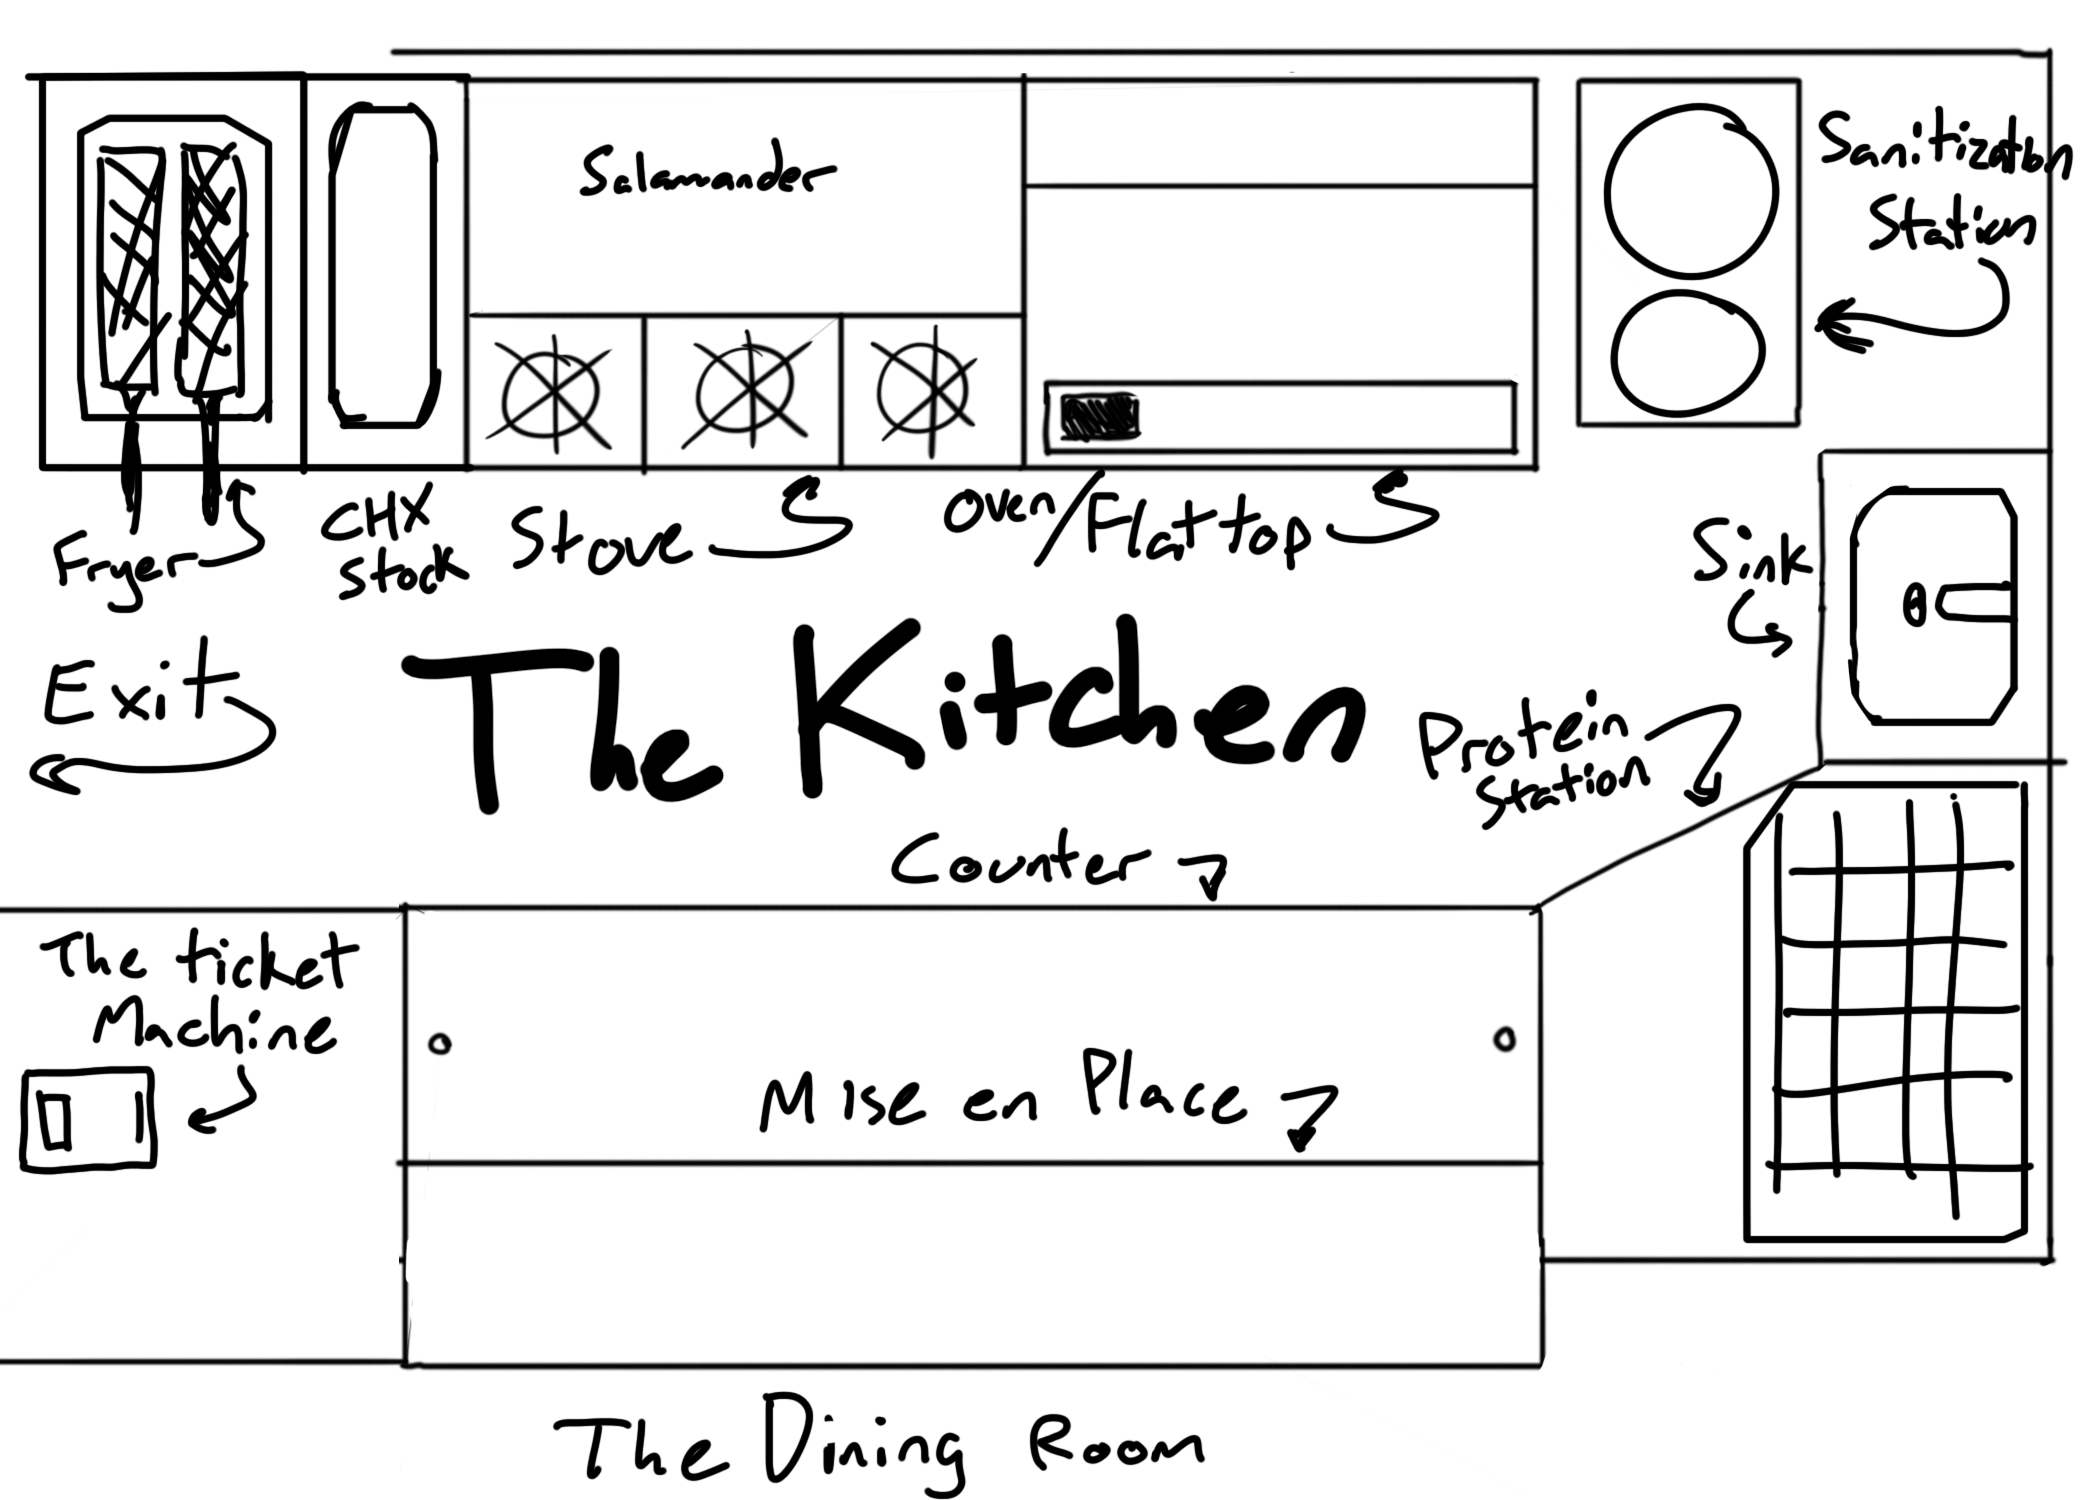 Salamander
Sanitization
Station
Fryer
CHX
Stock
Stove
Oven/Flattop
Sink
Exit
The Kitchen
Protein
Station
Counter
The ticket
Machine
Mise en Place
The Dining Room